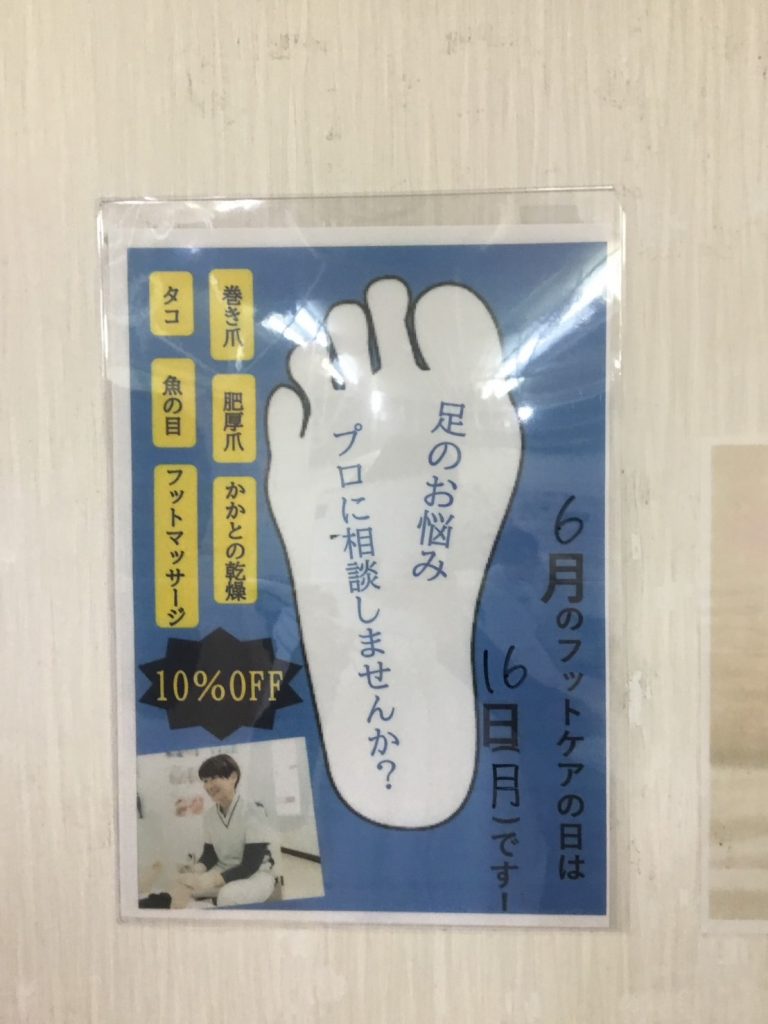 6月のフットケアの日は
16日(月)です!
足のお悩み
プロに相談しませんか?
巻き爪
肥厚爪
かかとの乾燥
タコ
魚の目
フットマッサージ
10%OFF